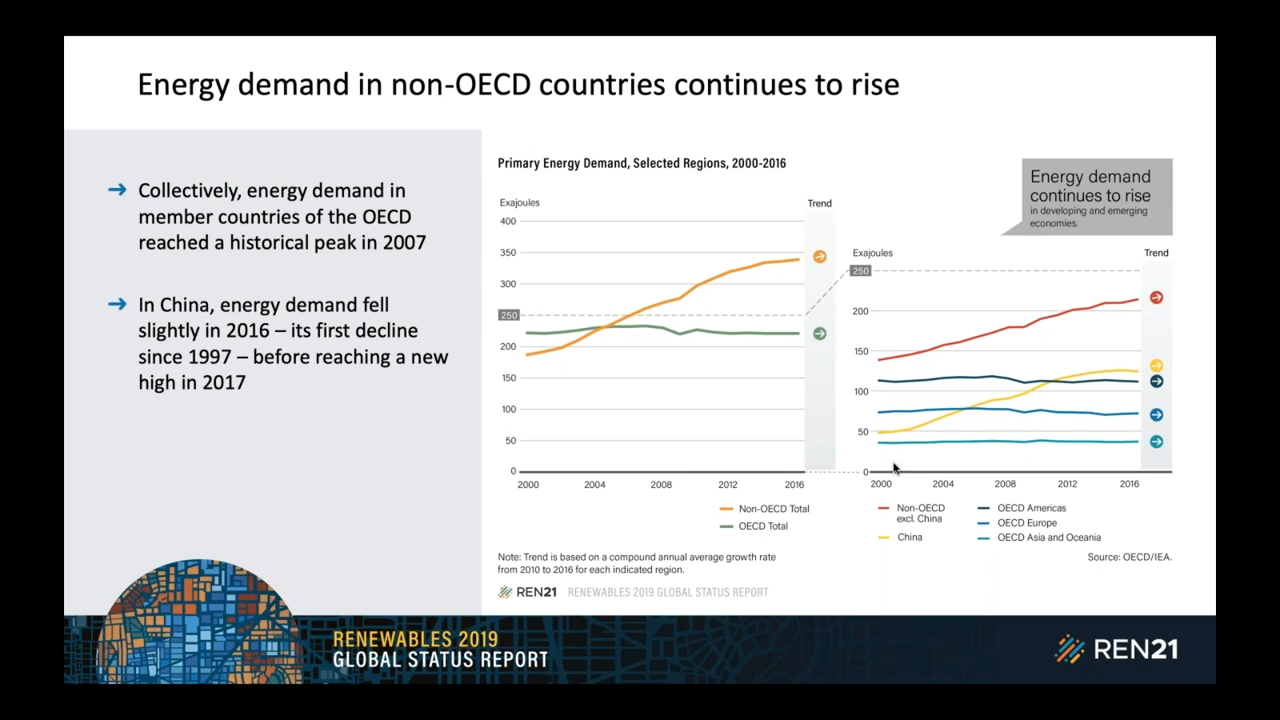 Energy demand in non-OECD countries continues to rise
Collectively, energy demand in
member countries of the OECD
reached a historical peak in 2007
In China, energy demand fell
slightly in 2016 – its first decline
since 1997 – before reaching a new
high in 2017
Primary Energy Demand, Selected Regions, 2000-2016
Energy demand
continues to rise
in developing and emerging
economies.
Exajoules
Trend
400
350
300
250
200
150
100
50
0
2000 2004 2008 2012 2016
Non-OECD Total
OECD Total
Exajoules
Trend
250
200
150
100
50
0
2000 2004 2008 2012 2016
Non-OECD
excl. China
China
OECD Americas
OECD Europe
OECD Asia and Oceania
Note: Trend is based on a compound annual average growth rate
from 2010 to 2016 for each indicated region.
Source: OECD/IEA.
REN21 RENEWABLES 2019 GLOBAL STATUS REPORT
RENEWABLES 2019
GLOBAL STATUS REPORT
REN21